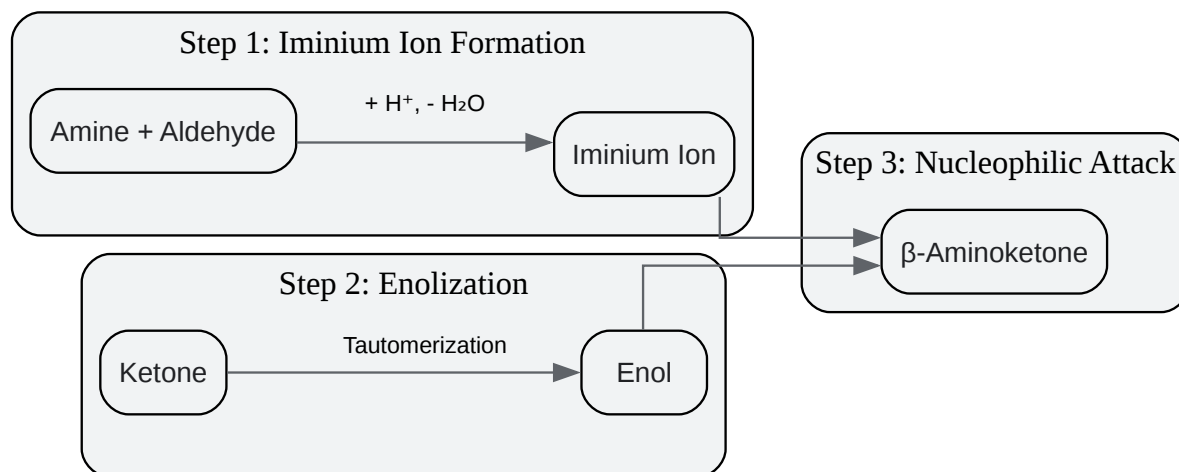 Step 1: Iminium Ion Formation
+ H⁺, - H₂O
Amine + Aldehyde
Iminium Ion
Step 3: Nucleophilic Attack
β-Aminoketone
Step 2: Enolization
Tautomerization
Ketone
Enol